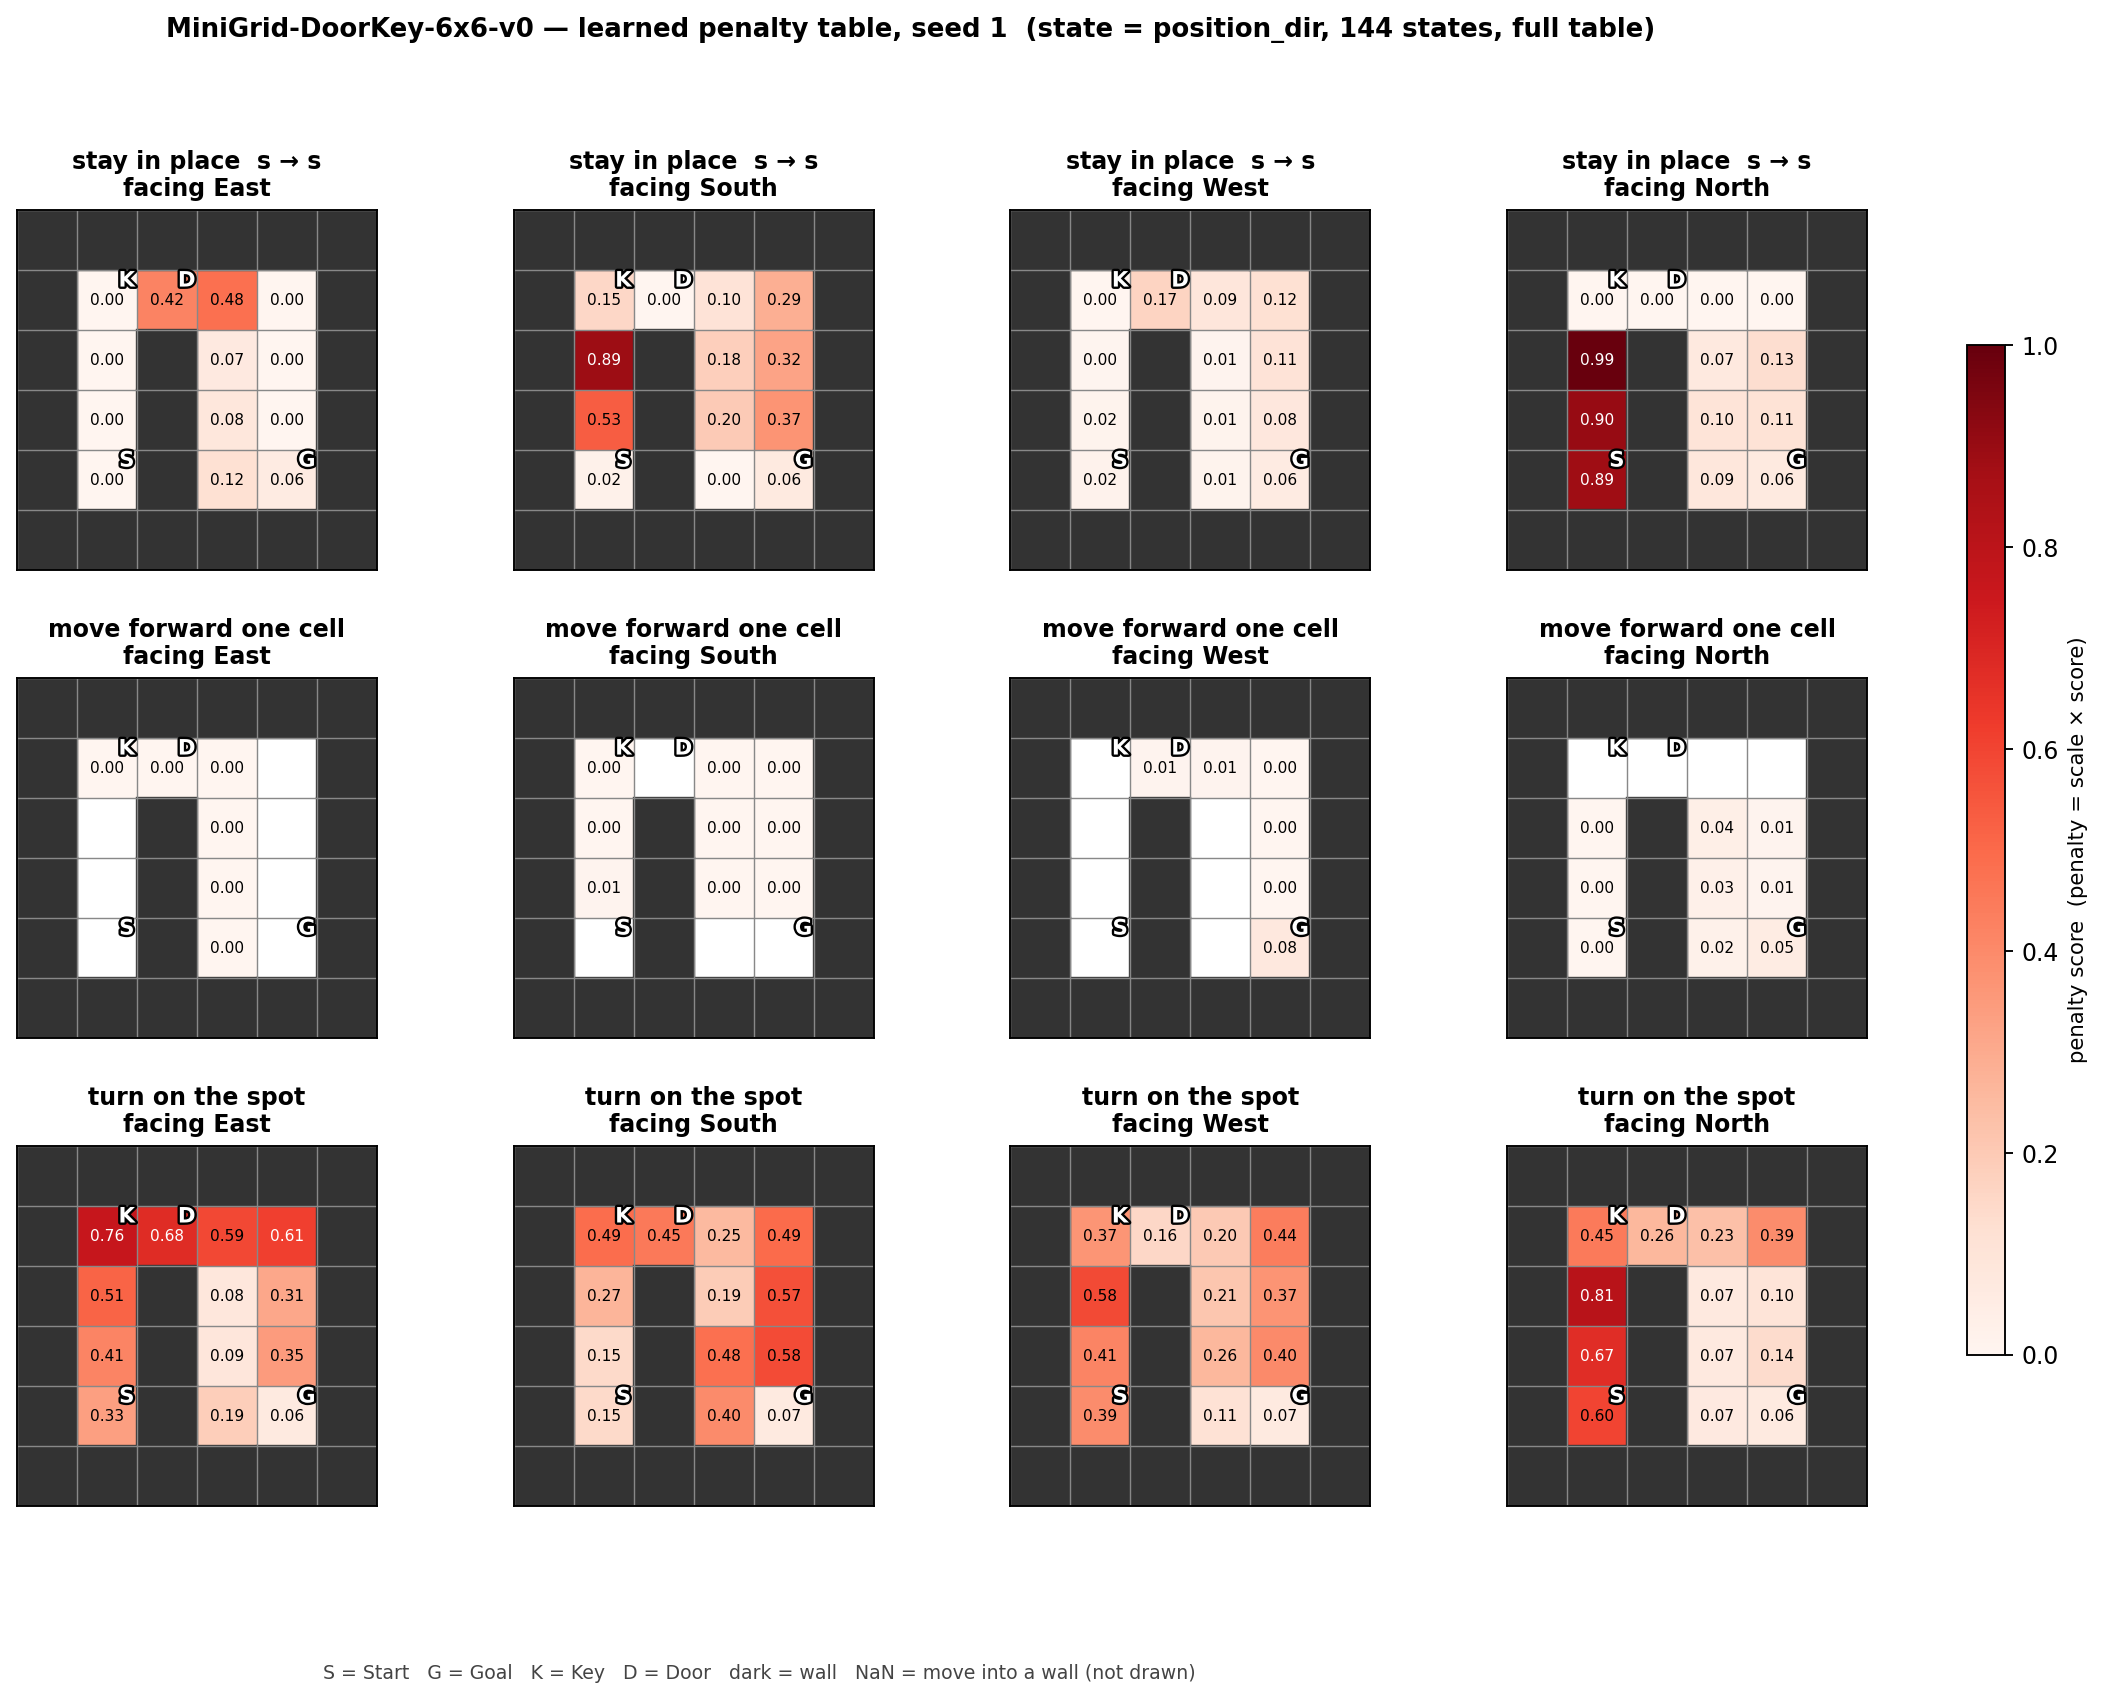 MiniGrid-DoorKey-6x6-v0 — learned penalty table, seed 1  (state = position_dir, 144 states, full table)
stay in place  s → s
facing East
K D
0.00 0.42 0.48 0.00
0.00 0.07 0.00
0.00 0.08 0.00
S G
0.00 0.12 0.06
stay in place  s → s
facing South
K D
0.15 0.00 0.10 0.29
0.89 0.18 0.32
0.53 0.20 0.37
S G
0.02 0.00 0.06
stay in place  s → s
facing West
K D
0.00 0.17 0.09 0.12
0.00 0.01 0.11
0.02 0.01 0.08
S G
0.02 0.01 0.06
stay in place  s → s
facing North
K D
0.00 0.00 0.00 0.00
0.99 0.07 0.13
0.90 0.10 0.11
S G
0.89 0.09 0.06
move forward one cell
facing East
K D
0.00 0.00 0.00
0.00
0.00
S G
0.00
move forward one cell
facing South
K D
0.00 0.00 0.00
0.00 0.00 0.00
0.01 0.00 0.00
S G
move forward one cell
facing West
K D
0.01 0.01 0.00
0.00
0.00
S G
0.08
move forward one cell
facing North
K D
0.00 0.04 0.01
0.00 0.03 0.01
S G
0.00 0.02 0.05
turn on the spot
facing East
K D
0.76 0.68 0.59 0.61
0.51 0.08 0.31
0.41 0.09 0.35
S G
0.33 0.19 0.06
turn on the spot
facing South
K D
0.49 0.45 0.25 0.49
0.27 0.19 0.57
0.15 0.48 0.58
S G
0.15 0.40 0.07
turn on the spot
facing West
K D
0.37 0.16 0.20 0.44
0.58 0.21 0.37
0.41 0.26 0.40
S G
0.39 0.11 0.07
turn on the spot
facing North
K D
0.45 0.26 0.23 0.39
0.81 0.07 0.10
0.67 0.07 0.14
S G
0.60 0.07 0.06
1.0
0.8
0.6
0.4
0.2
0.0
penalty score  (penalty = scale × score)
S = Start   G = Goal   K = Key   D = Door   dark = wall   NaN = move into a wall (not drawn)